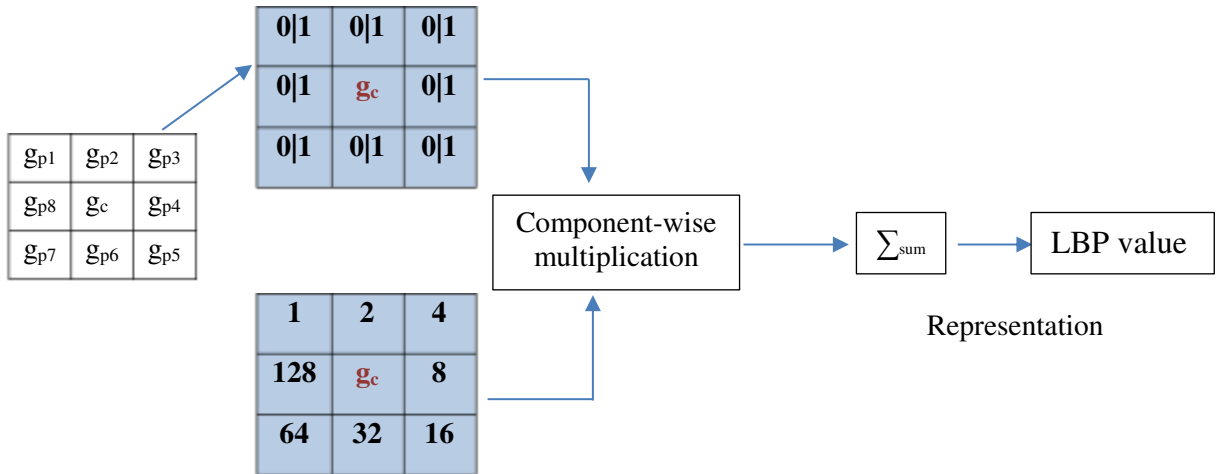 0|1 0|1 0|1
0|1 gc 0|1
0|1 0|1 0|1
gp1 gp2 gp3
gp8 gc gp4
gp7 gp6 gp5
Component-wise
multiplication
∑sum
LBP value
Representation
1 2 4
128 gc 8
64 32 16